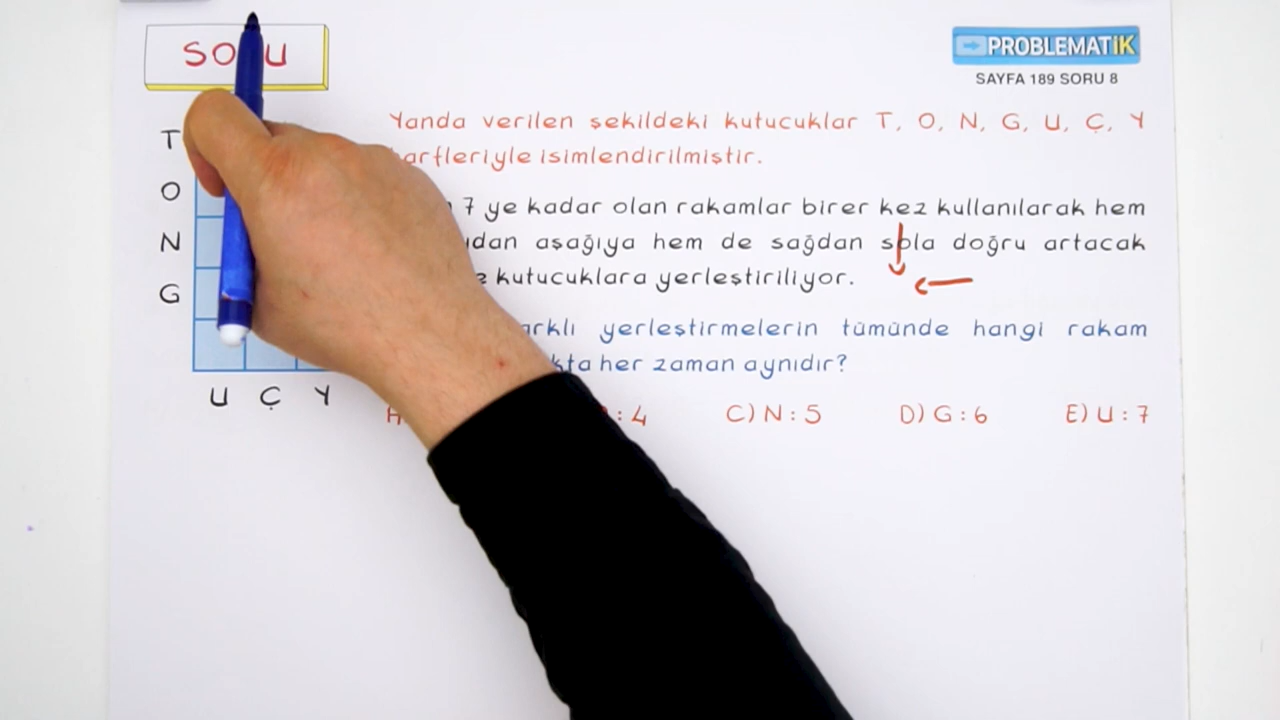 SO U
PROBLEMATİK
SAYFA 189 SORU 8
T
O
N
G
U Ç Y
Yanda verilen şekildeki kutucuklar T, O, N, G, U, Ç, Y
arfleriyle isimlendirilmiştir.
7 ye kadar olan rakamlar birer kez kullanılarak hem
dan aşağıya hem de sağdan sola doğru artacak
kutucuklara yerleştiriliyor.
arklı yerleştirmelerin tümünde hangi rakam
kta her zaman aynıdır?
: 4 C) N : 5 D) G : 6 E) U : 7